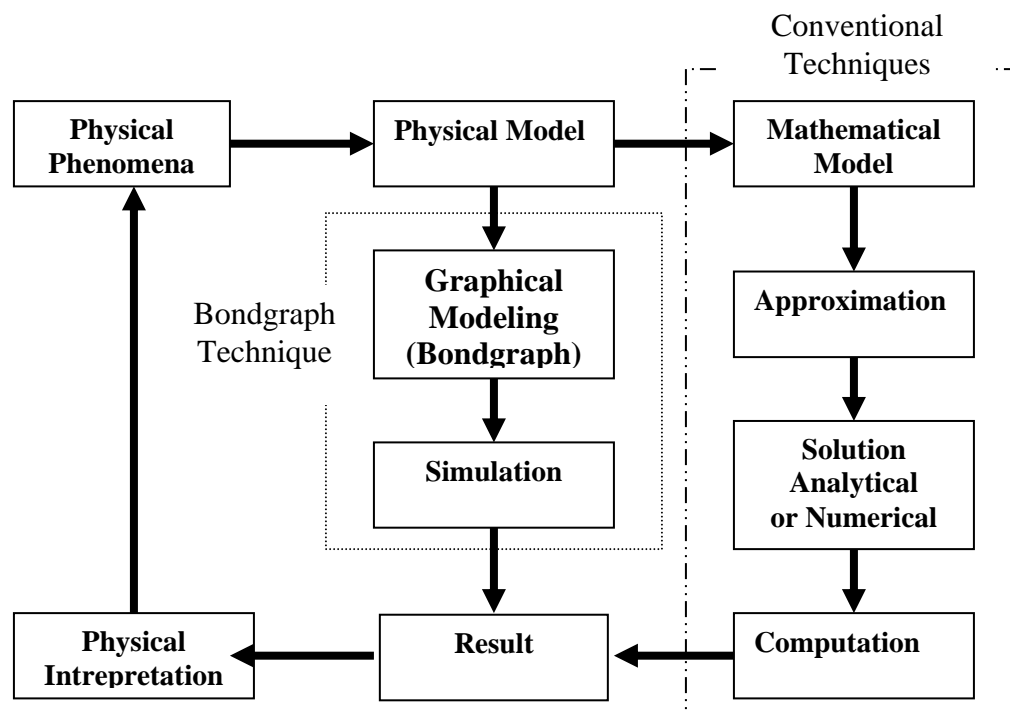 Conventional
Techniques
Physical
Phenomena
Physical Model
Mathematical
Model
Graphical
Modeling
(Bondgraph)
Bondgraph
Technique
Approximation
Simulation
Solution
Analytical
or Numerical
Physical
Intrepretation
Result
Computation